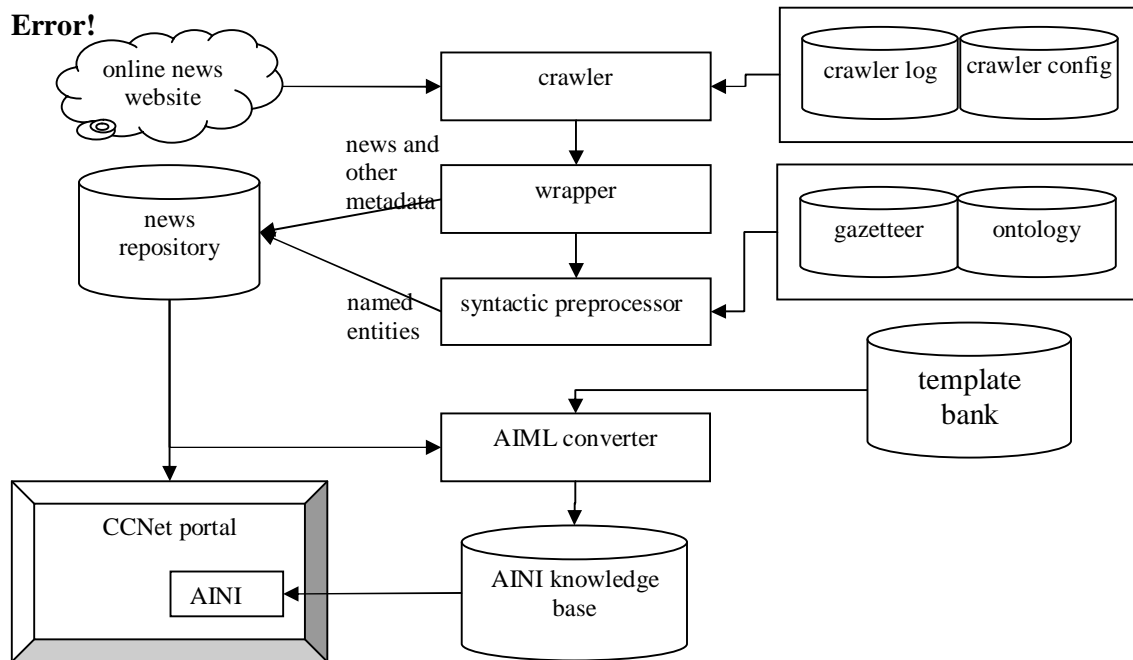 Error!
online news
website
crawler
crawler log
crawler config
news and
other
metadata
wrapper
news
repository
gazetteer
ontology
syntactic preprocessor
named
entities
template
bank
AIML converter
CCNet portal
AINI
AINI knowledge
base